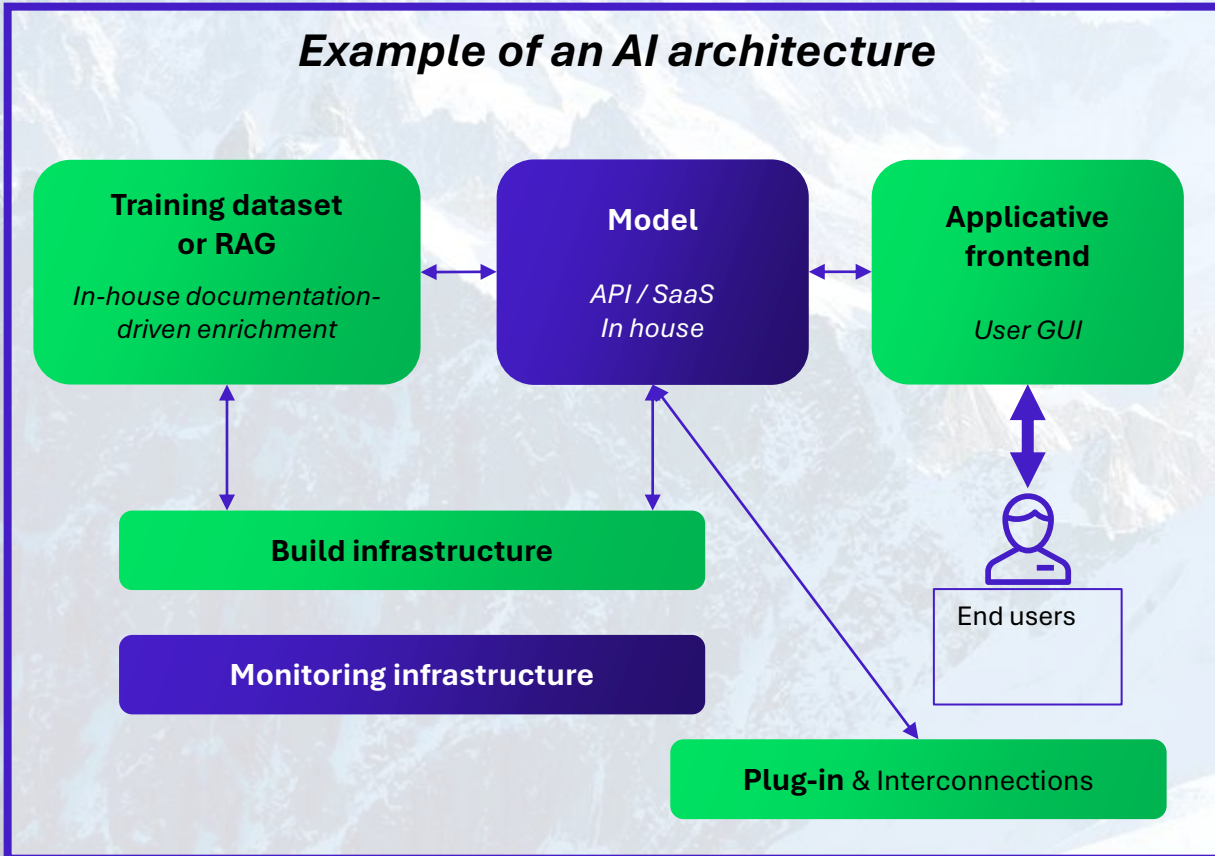 Example of an AI architecture
Training dataset
or RAG
In-house documentation-
driven enrichment
Model
API / SaaS
In house
Applicative
frontend
User GUI
Build infrastructure
End users
Monitoring infrastructure
Plug-in & Interconnections